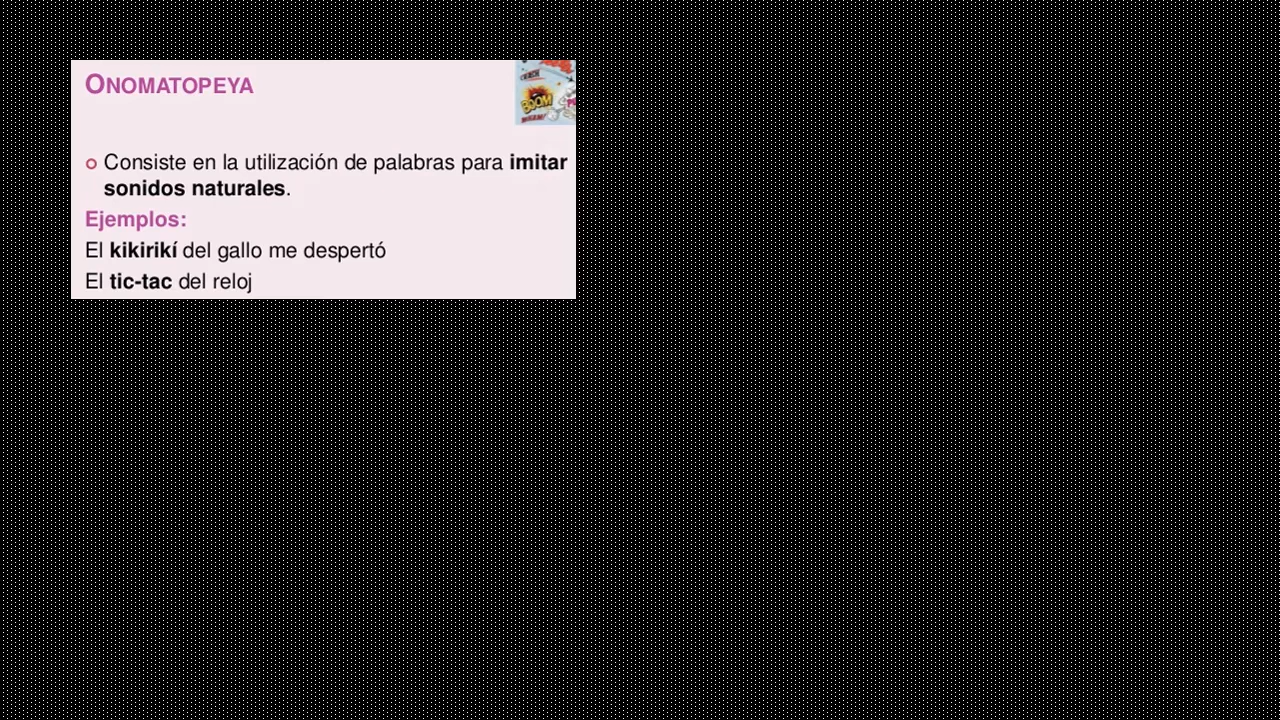 ONOMATOPEYA
BOOM
Consiste en la utilización de palabras para imitar
sonidos naturales.
Ejemplos:
El kikirikí del gallo me despertó
El tic-tac del reloj